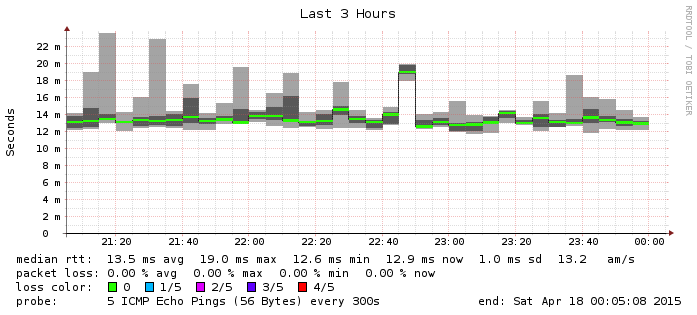 Last 3 Hours
RRDTOOL / TOBI OETIKER
Seconds
22 m
20 m
18 m
16 m
14 m
12 m
10 m
8 m
6 m
4 m
2 m
0
21:20 21:40 22:00 22:20 22:40 23:00 23:20 23:40 00:00
median rtt: 13.5 ms avg 19.0 ms max 12.6 ms min 12.9 ms now 1.0 ms sd 13.2 am/s
packet loss: 0.00 % avg 0.00 % max 0.00 % min 0.00 % now
loss color: 0 1/5 2/5 3/5 4/5
probe: 5 ICMP Echo Pings (56 Bytes) every 300s end: Sat Apr 18 00:05:08 2015